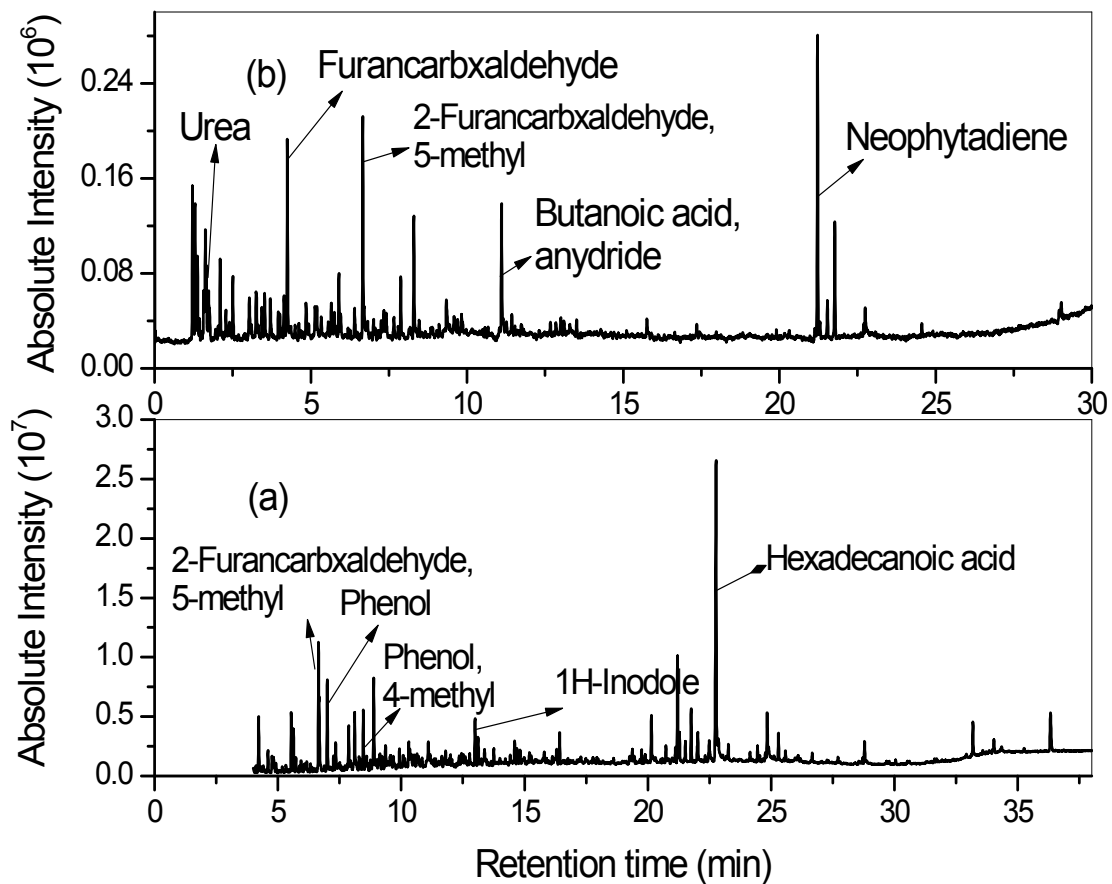 Absolute Intensity (10⁶)
0.24
0.16
0.08
0.00
(b)
Furancarbxaldehyde
Urea
2-Furancarbxaldehyde,
5-methyl
Neophytadiene
Butanoic acid,
anydride
0 5 10 15 20 25 30
Absolute Intensity (10⁷)
3.0
2.5
2.0
1.5
1.0
0.5
0.0
(a)
2-Furancarbxaldehyde,
5-methyl
Phenol
Phenol,
4-methyl
1H-Inodole
Hexadecanoic acid
0 5 10 15 20 25 30 35
Retention time (min)